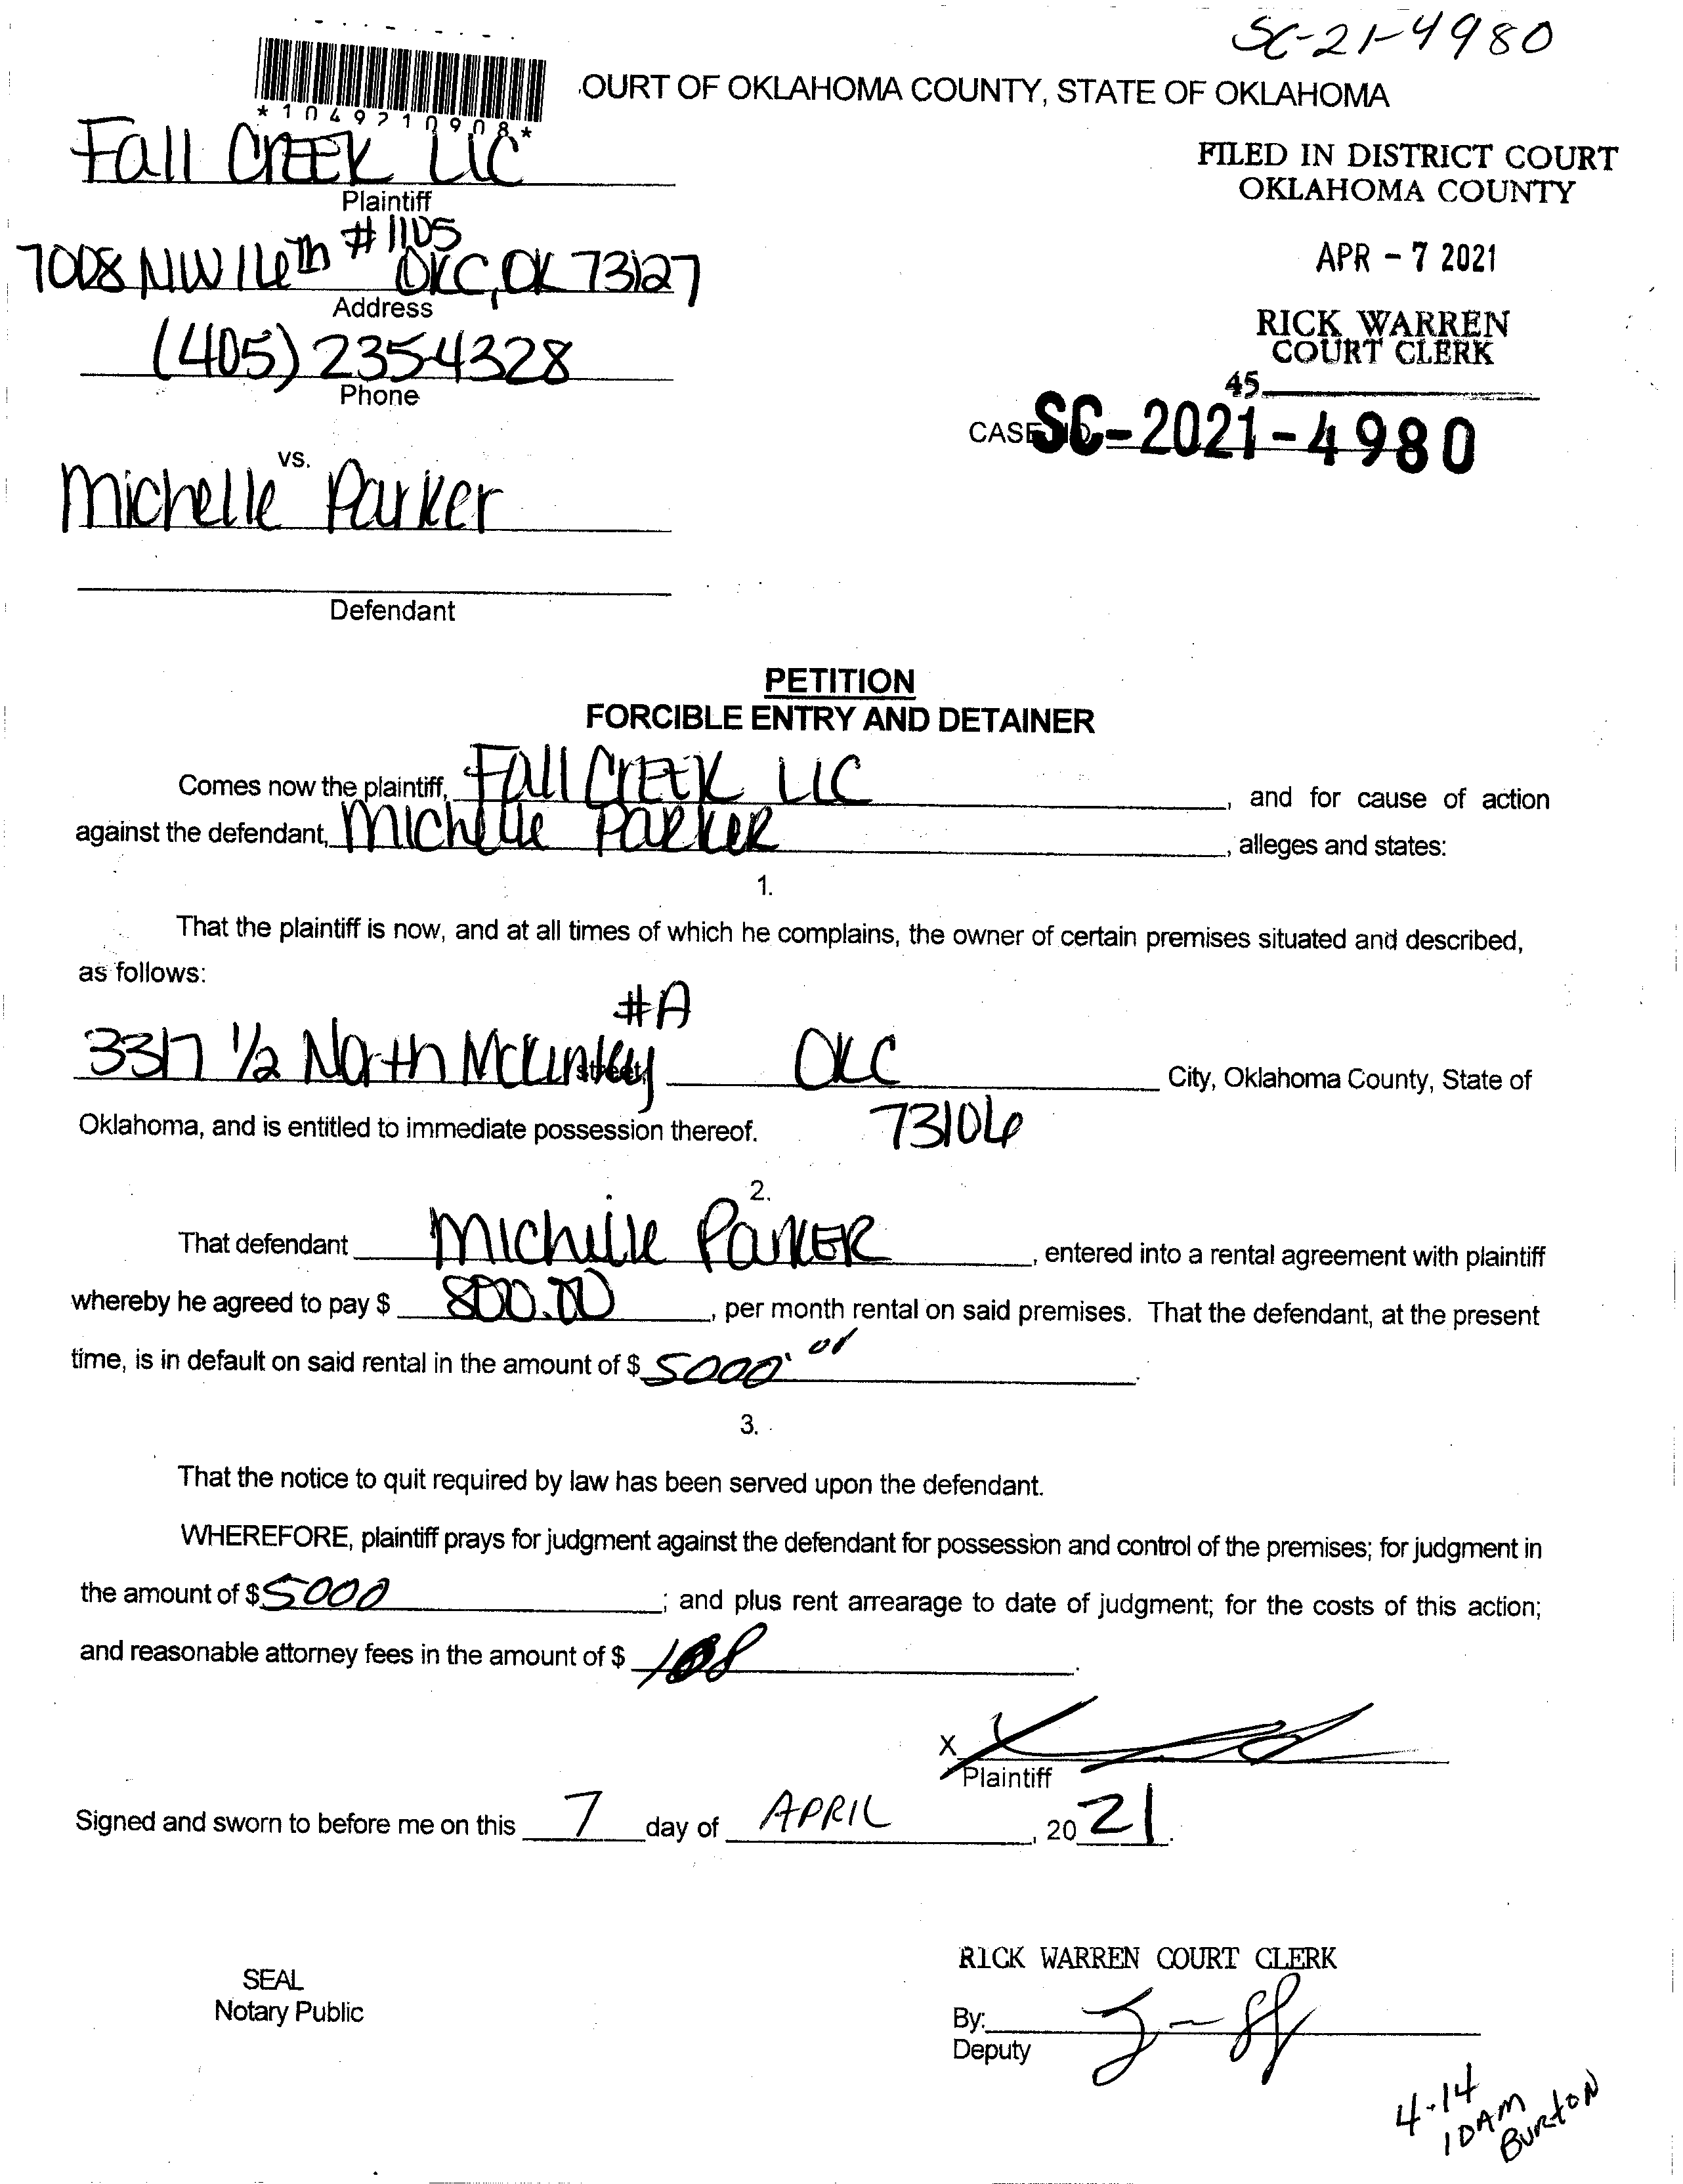 SC-21-4980
*1049710908*
OURT OF OKLAHOMA COUNTY, STATE OF OKLAHOMA
FILED IN DISTRICT COURT
OKLAHOMA COUNTY
Fall CREEK LLC
Plaintiff
#1105
7008 NW 16th OKC, OK 73127
Address
APR - 7 2021
(405) 235-4328
Phone
RICK WARREN
COURT CLERK
45
CASE SC-2021-4980
vs.
Michelle Parker
Defendant
PETITION
FORCIBLE ENTRY AND DETAINER
Comes now the plaintiff, FAll CREEK LLC, and for cause of action
against the defendant, Michelle PARKER, alleges and states:
1.
That the plaintiff is now, and at all times of which he complains, the owner of certain premises situated and described,
as follows:
#A
3317 1/2 North McKinley street, OKC City, Oklahoma County, State of
Oklahoma, and is entitled to immediate possession thereof. 73106
2.
That defendant Michelle PARKER, entered into a rental agreement with plaintiff
whereby he agreed to pay $ 800.00, per month rental on said premises. That the defendant, at the present
time, is in default on said rental in the amount of $ 5000.
3.
That the notice to quit required by law has been served upon the defendant.
WHEREFORE, plaintiff prays for judgment against the defendant for possession and control of the premises; for judgment in
the amount of $ 5000; and plus rent arrearage to date of judgment; for the costs of this action;
and reasonable attorney fees in the amount of $
X
Plaintiff
Signed and sworn to before me on this 7 day of APRIL, 20 21.
RICK WARREN COURT CLERK
SEAL
Notary Public
By:
Deputy
4-14
10AM
BURTON